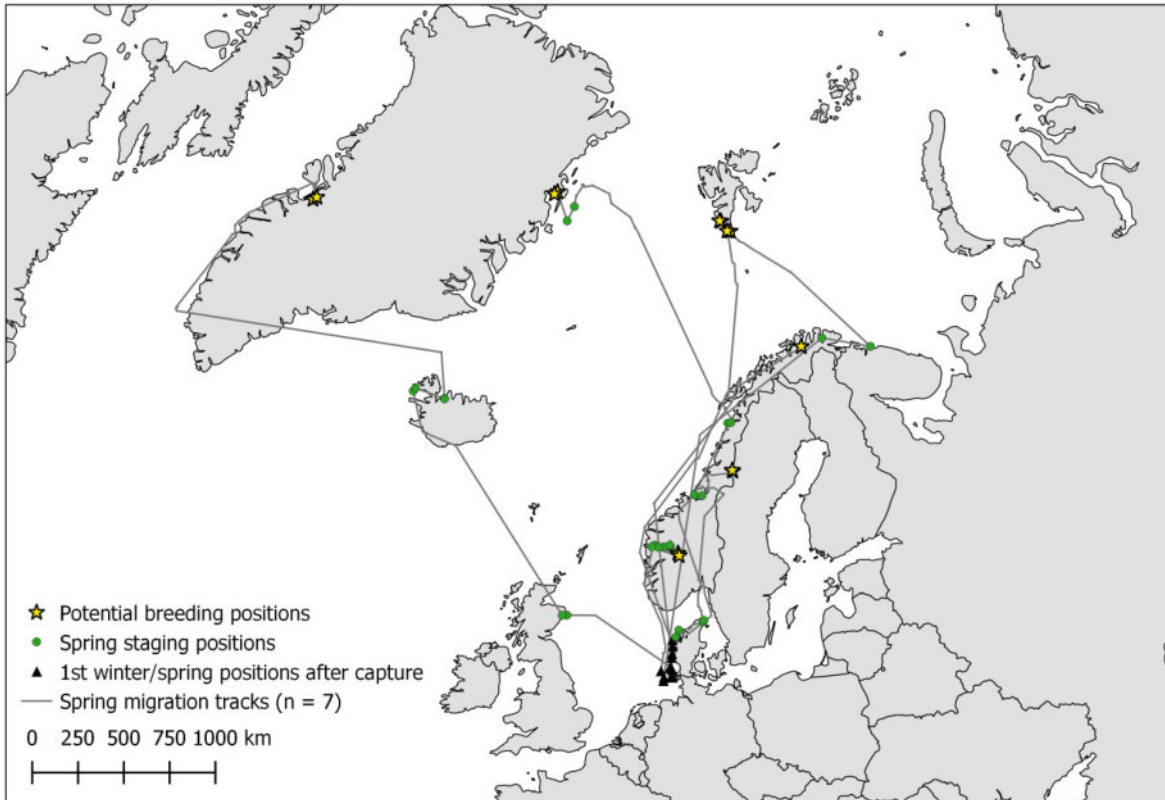 Potential breeding positions
Spring staging positions
1st winter/spring positions after capture
Spring migration tracks (n = 7)
0 250 500 750 1000 km